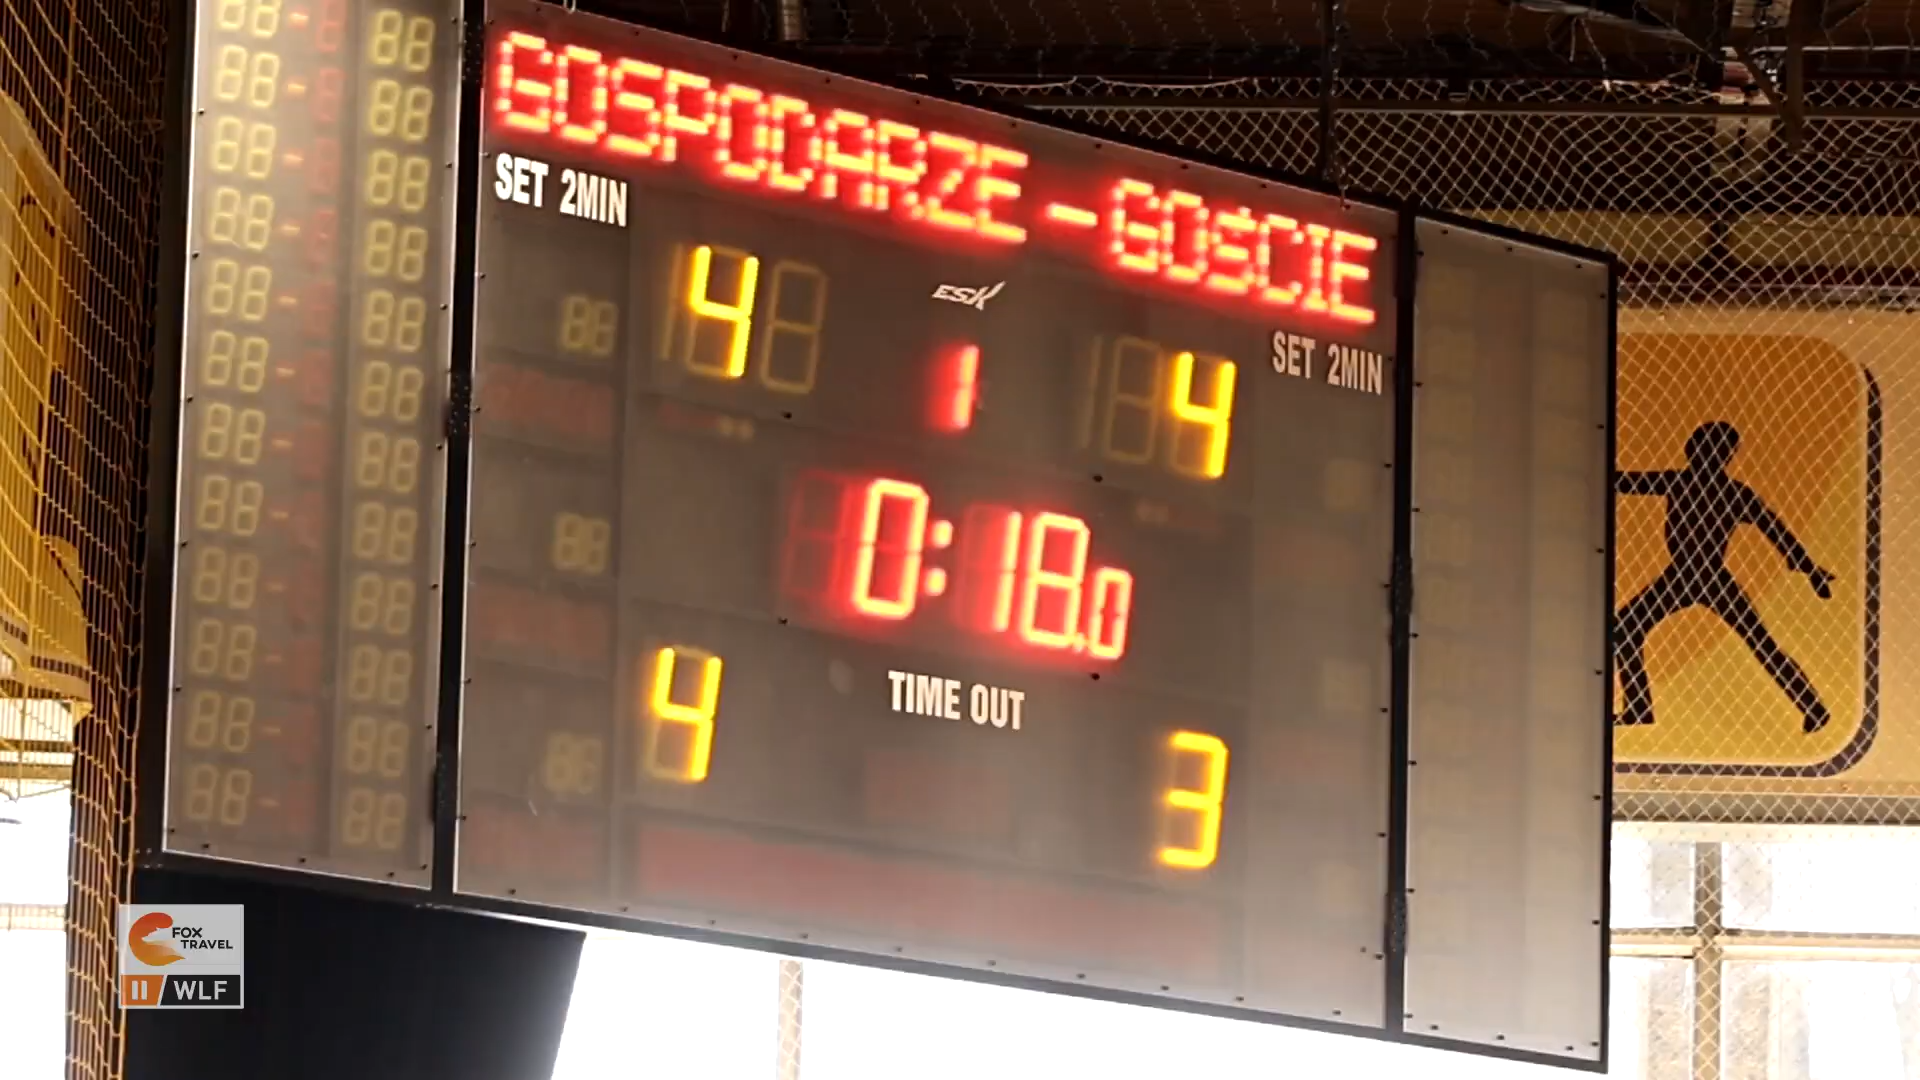 GOSPODARZE - GOŚCIE
SET 2MIN
4
ESK
4
1
SET 2MIN
0:18.0
TIME OUT
4
3
FOX
TRAVEL
II/WLF